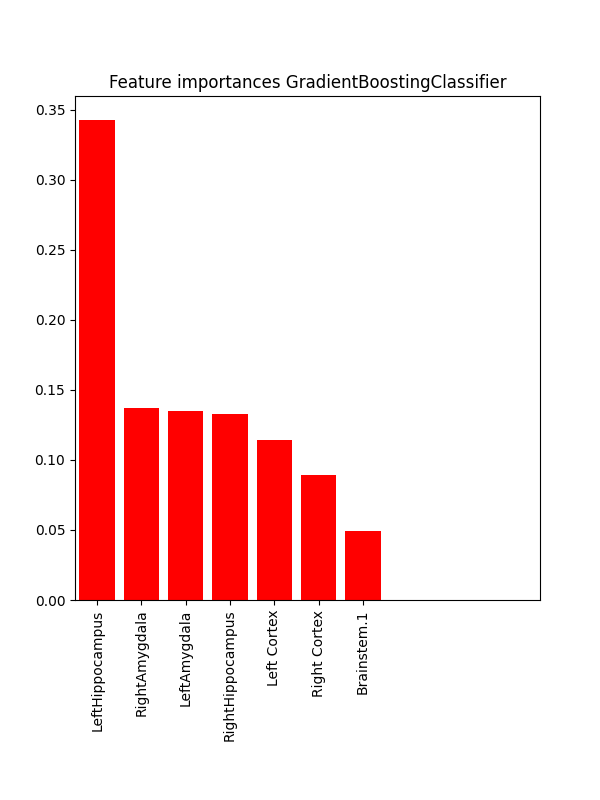 Feature importances GradientBoostingClassifier
0.35
0.30
0.25
0.20
0.15
0.10
0.05
0.00
LeftHippocampus
RightAmygdala
LeftAmygdala
RightHippocampus
Left Cortex
Right Cortex
Brainstem.1